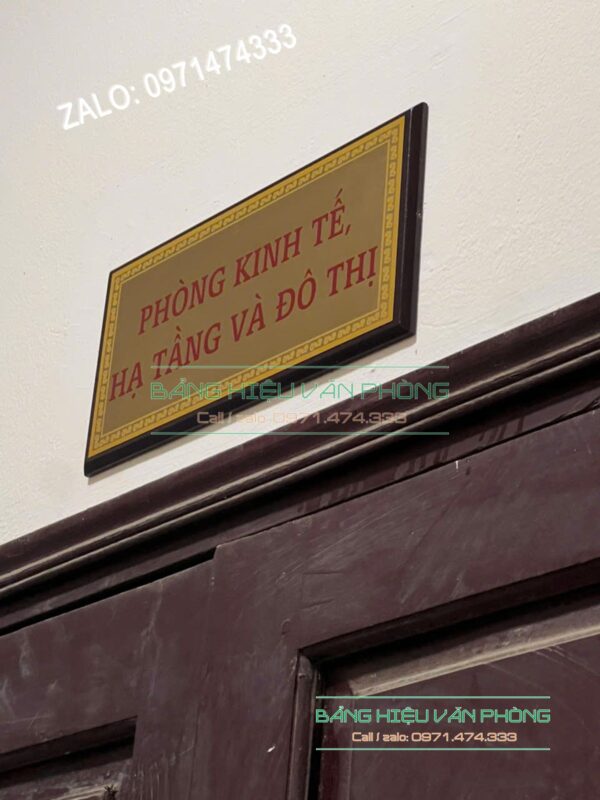 ZALO: 0971474333
PHÒNG KINH TẾ,
HẠ TẦNG VÀ ĐÔ THỊ
BẢNG HIỆU VĂN PHÒNG
Call / zalo: 0971.474.333
BẢNG HIỆU VĂN PHÒNG
Call / zalo: 0971.474.333